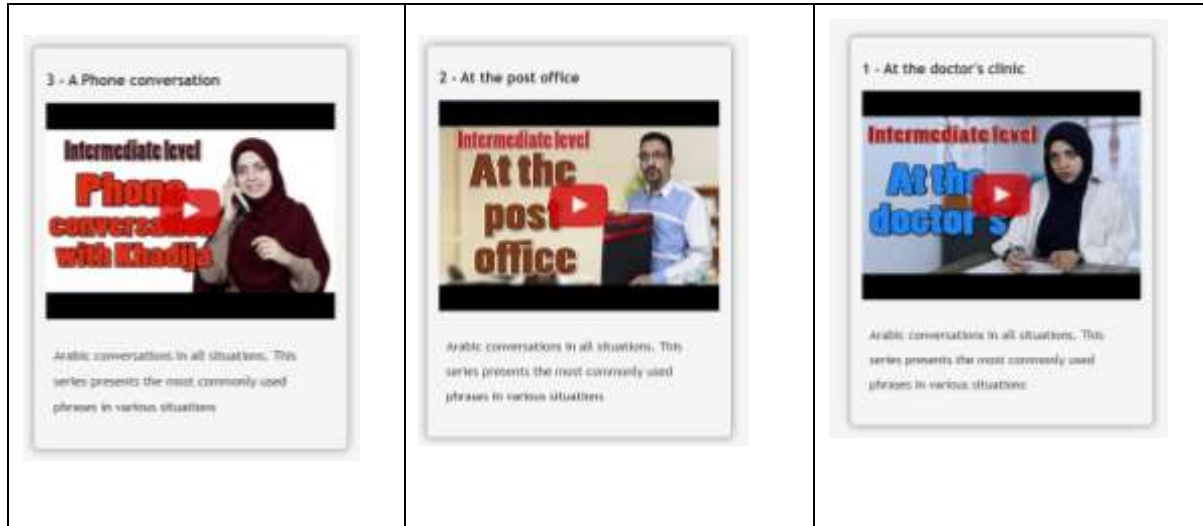 3 - A Phone conversation
Intermediate level
Phone
conversation
with Khadija
Arabic conversations in all situations. This
series presents the most commonly used
phrases in various situations
2 - At the post office
Intermediate level
At the
post
office
Arabic conversations in all situations. This
series presents the most commonly used
phrases in various situations
1 - At the doctor's clinic
Intermediate level
At the
doctor's
Arabic conversations in all situations. This
series presents the most commonly used
phrases in various situations